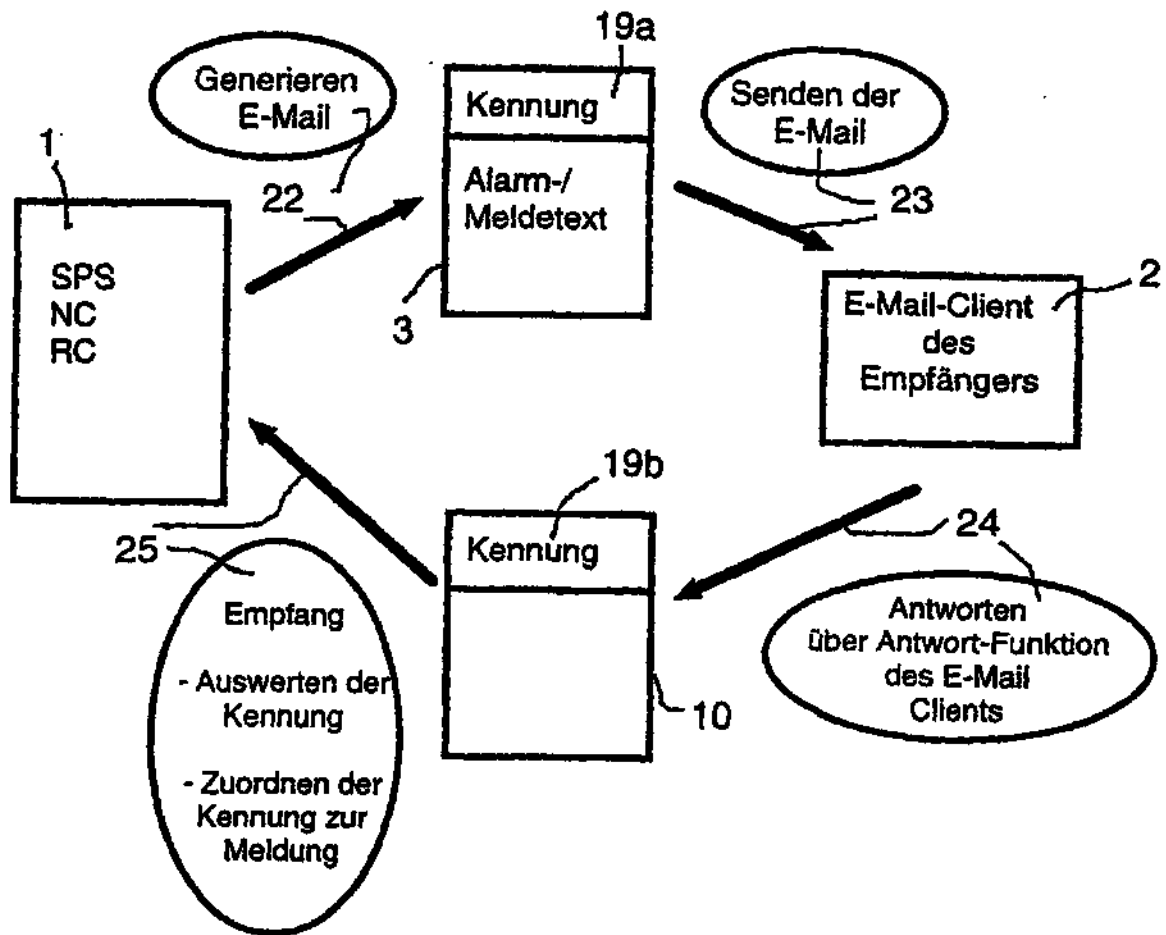 19a
Generieren
E-Mail
Kennung
Senden der
E-Mail
1
22
Alarm-/
Meldetext
23
SPS
NC
RC
3
2
E-Mail-Client
des
Empfängers
19b
25
Kennung
24
Empfang
- Auswerten der
Kennung
- Zuordnen der
Kennung zur
Meldung
10
Antworten
über Antwort-Funktion
des E-Mail
Clients